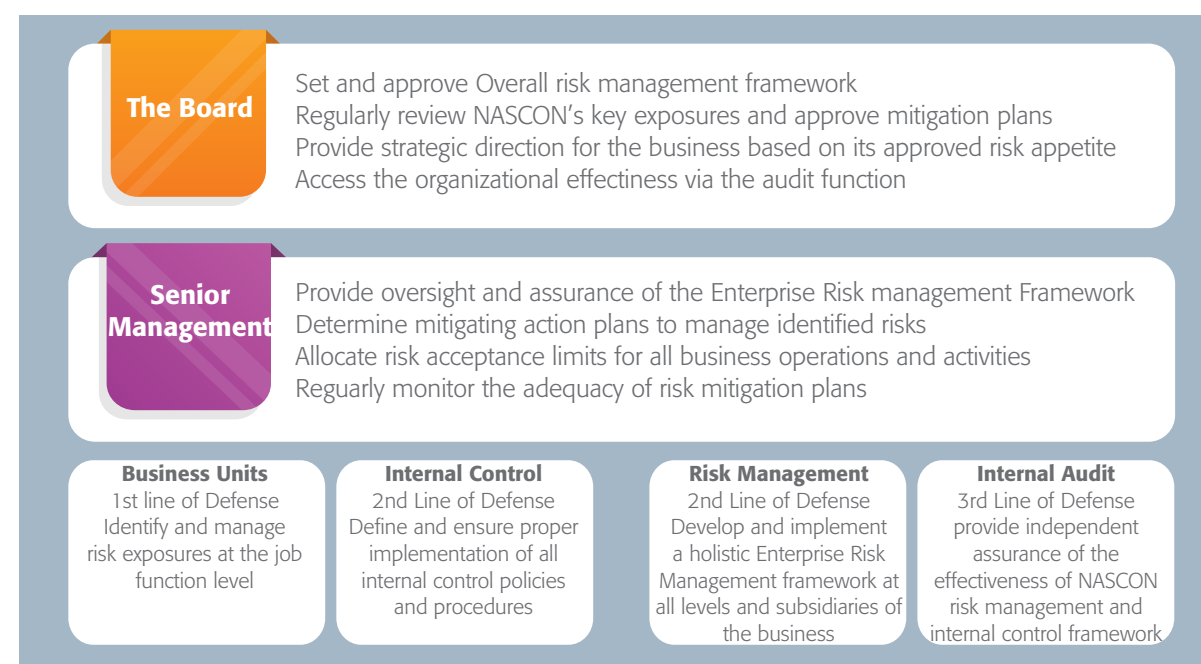 The Board
Set and approve Overall risk management framework
Regularly review NASCON's key exposures and approve mitigation plans
Provide strategic direction for the business based on its approved risk appetite
Access the organizational effectiness via the audit function
Senior
Management
Provide oversight and assurance of the Enterprise Risk management Framework
Determine mitigating action plans to manage identified risks
Allocate risk acceptance limits for all business operations and activities
Reguarly monitor the adequacy of risk mitigation plans
Business Units
1st line of Defense
Identify and manage
risk exposures at the job
function level
Internal Control
2nd Line of Defense
Define and ensure proper
implementation of all
internal control policies
and procedures
Risk Management
2nd Line of Defense
Develop and implement
a holistic Enterprise Risk
Management framework at
all levels and subsidiaries of
the business
Internal Audit
3rd Line of Defense
provide independent
assurance of the
effectiveness of NASCON
risk management and
internal control framework